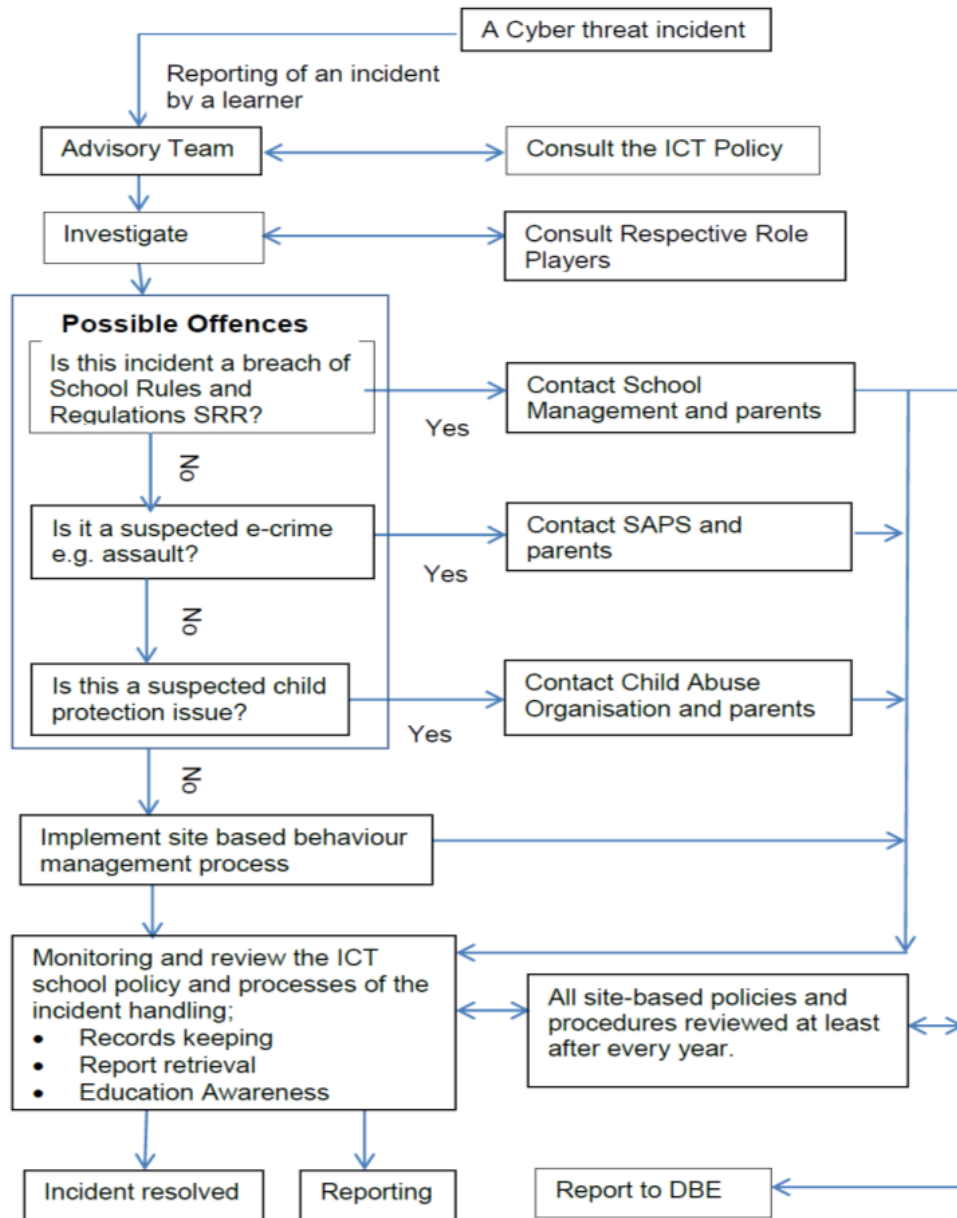 A Cyber threat incident
Reporting of an incident
by a learner
Advisory Team
Consult the ICT Policy
Investigate
Consult Respective Role
Players
Possible Offences
Is this incident a breach of
School Rules and
Regulations SRR?
Contact School
Management and parents
Yes
No
Is it a suspected e-crime
e.g. assault?
Contact SAPS and
parents
Yes
No
Is this a suspected child
protection issue?
Contact Child Abuse
Organisation and parents
Yes
No
Implement site based behaviour
management process
Monitoring and review the ICT
school policy and processes of the
incident handling;
• Records keeping
• Report retrieval
• Education Awareness
All site-based policies and
procedures reviewed at least
after every year.
Incident resolved
Reporting
Report to DBE